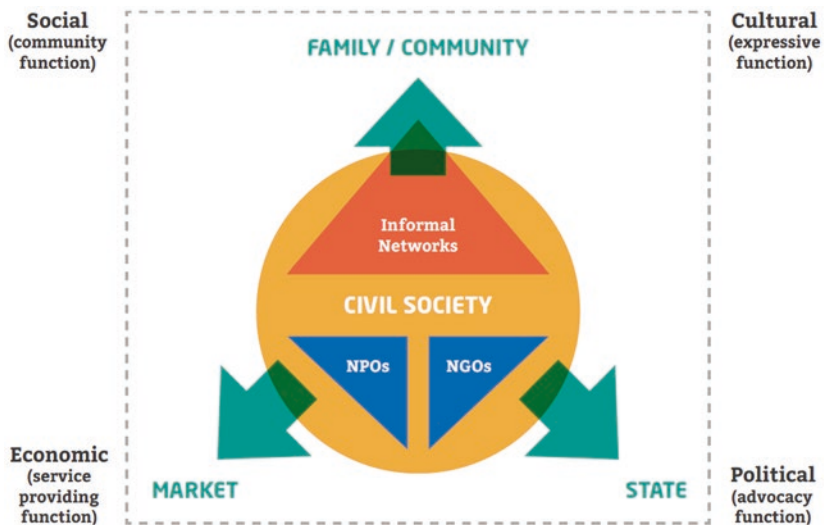 Social
(community
function)
Cultural
(expressive
function)
FAMILY / COMMUNITY
Informal
Networks
CIVIL SOCIETY
NPOs
NGOs
Economic
(service
providing
function)
MARKET
STATE
Political
(advocacy
function)